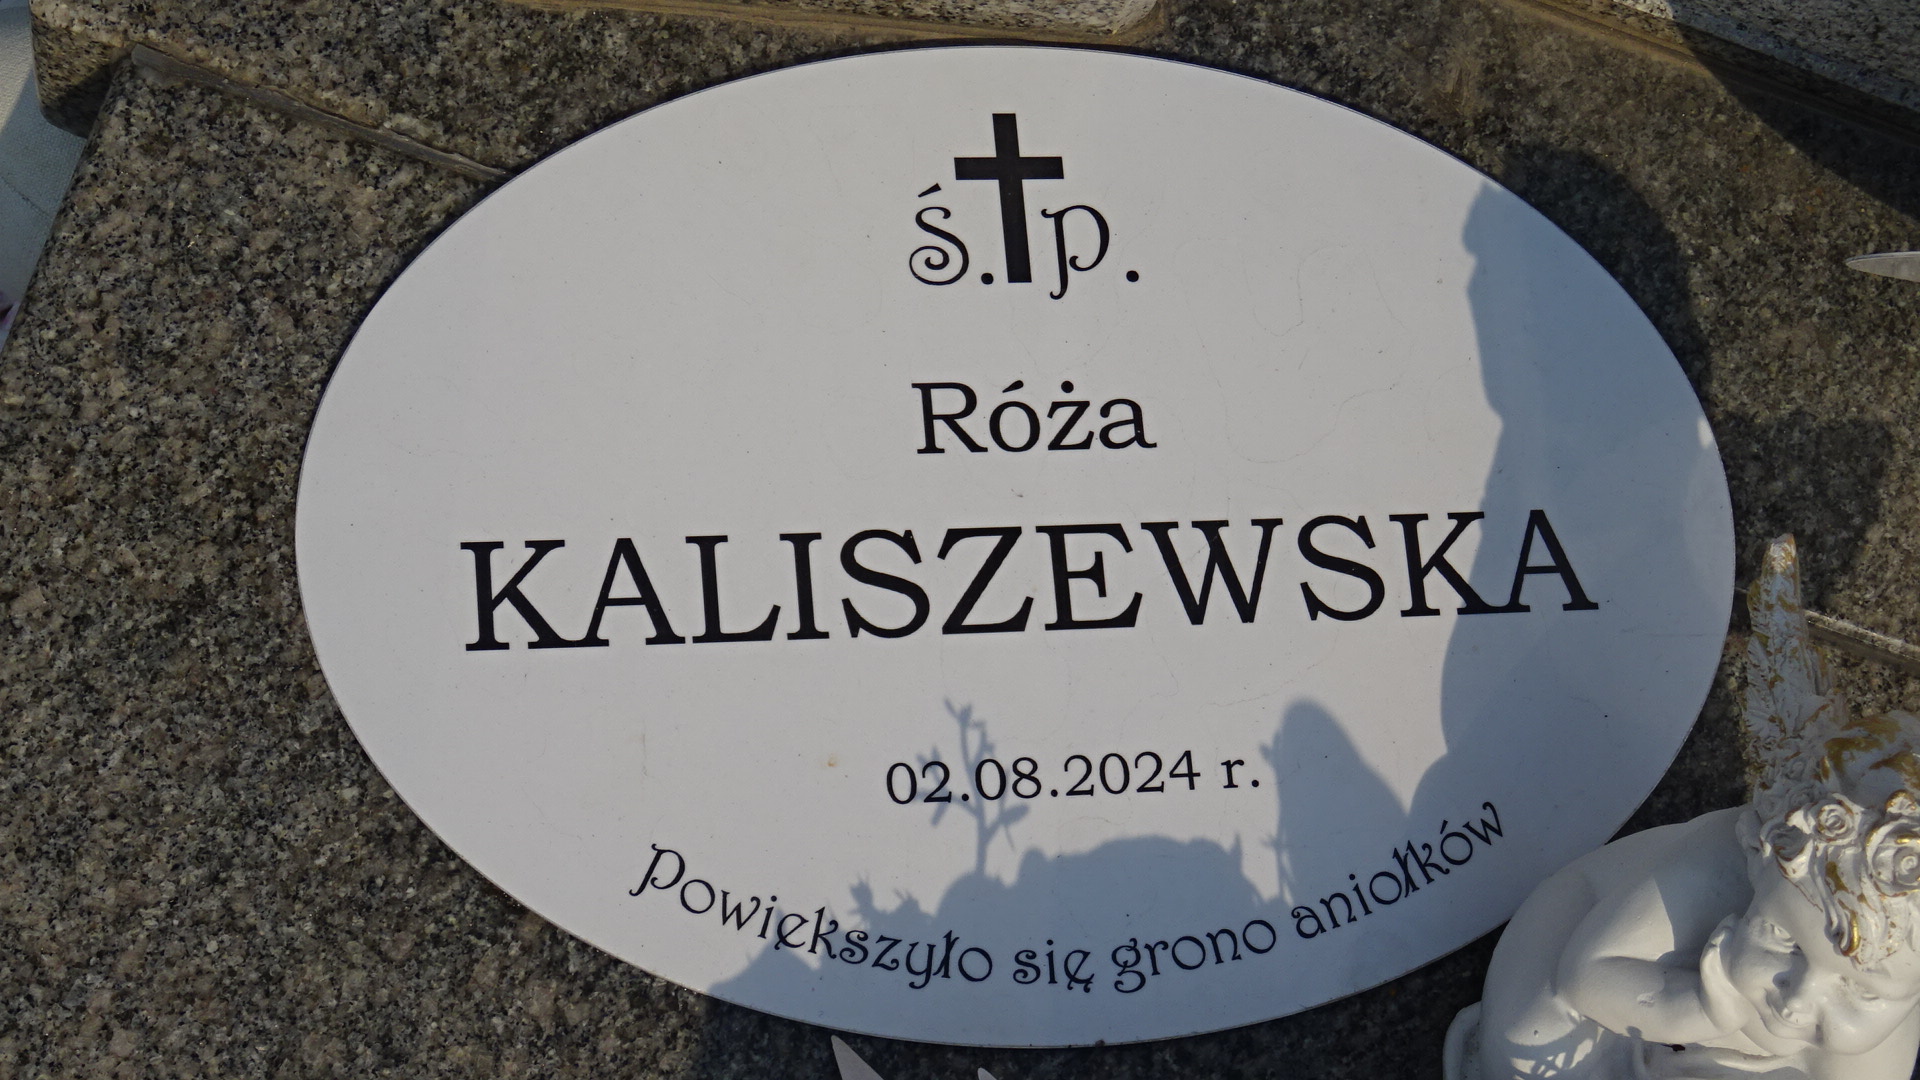 ś.p.
Róża
KALISZEWSKA
02.08.2024 r.
Powiększyło się grono aniołków